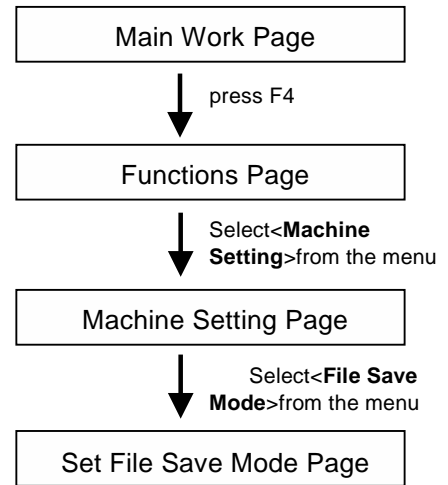 Main Work Page
press F4
Functions Page
Select<Machine
Setting>from the menu
Machine Setting Page
Select<File Save
Mode>from the menu
Set File Save Mode Page